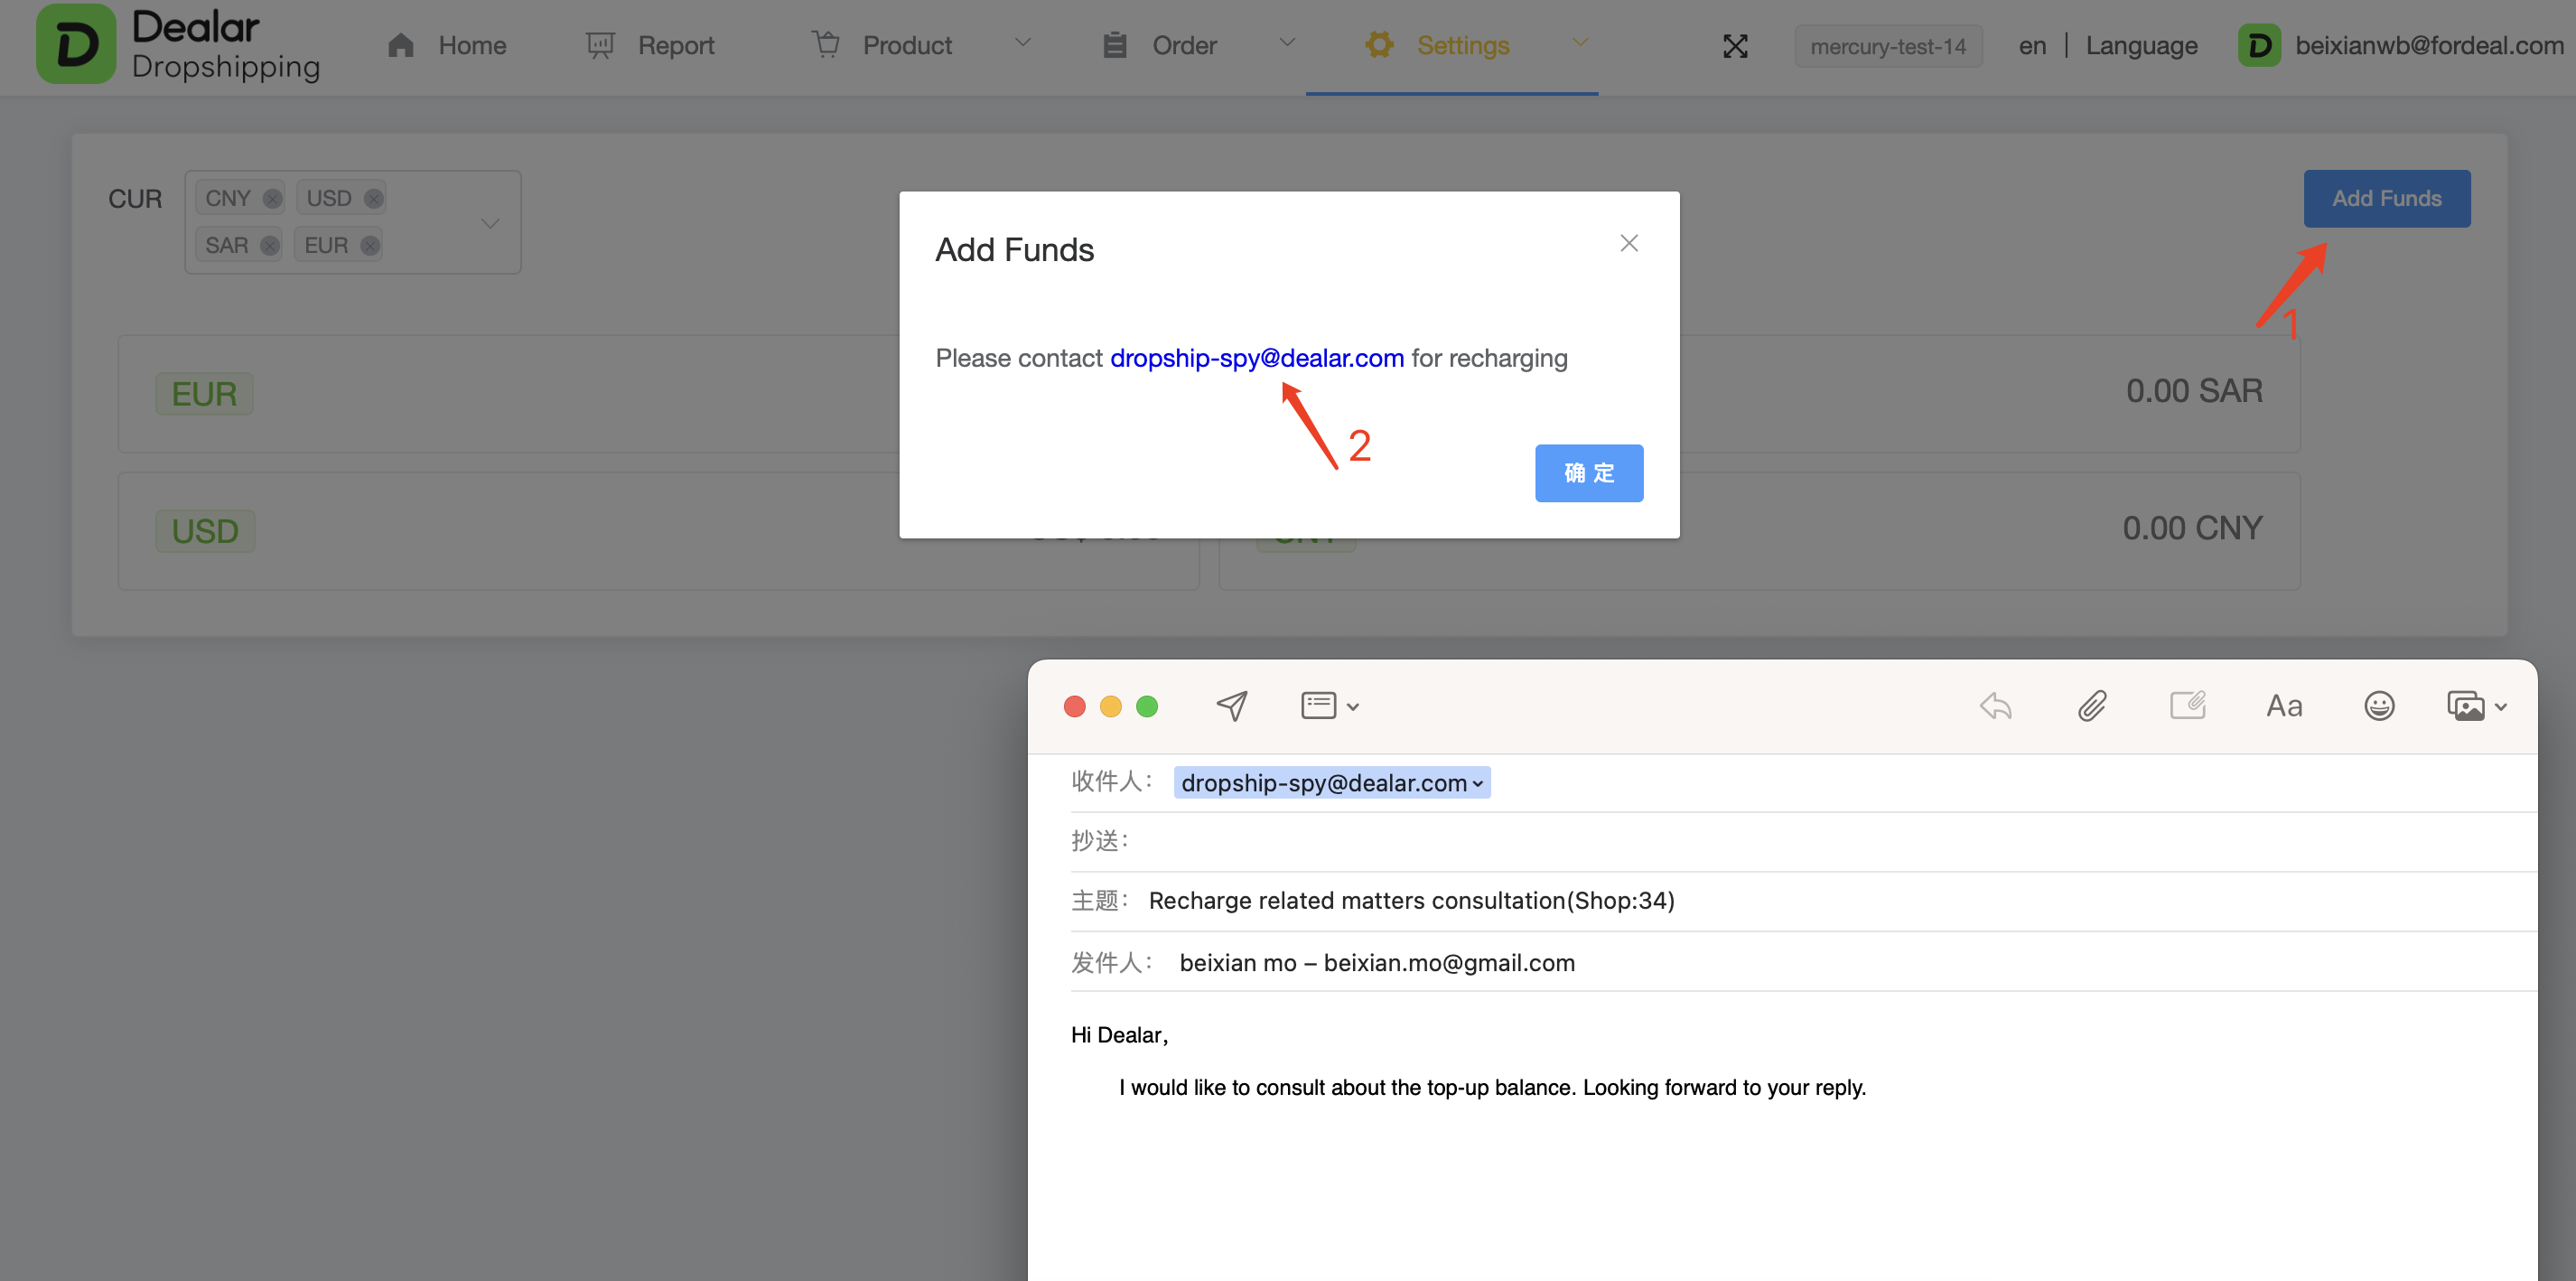 Dealar
Dropshipping
Home
Report
Product
Order
Settings
mercury-test-14
en | Language
beixianwb@fordeal.com
CUR
CNY USD
SAR EUR
Add Funds
1
Add Funds
Please contact dropship-spy@dealar.com for recharging
2
确 定
EUR
0.00 SAR
USD
CNY
0.00 CNY
Aa
收件人：
dropship-spy@dealar.com
抄送：
主题： Recharge related matters consultation(Shop:34)
发件人： beixian mo – beixian.mo@gmail.com
Hi Dealar,
I would like to consult about the top-up balance. Looking forward to your reply.